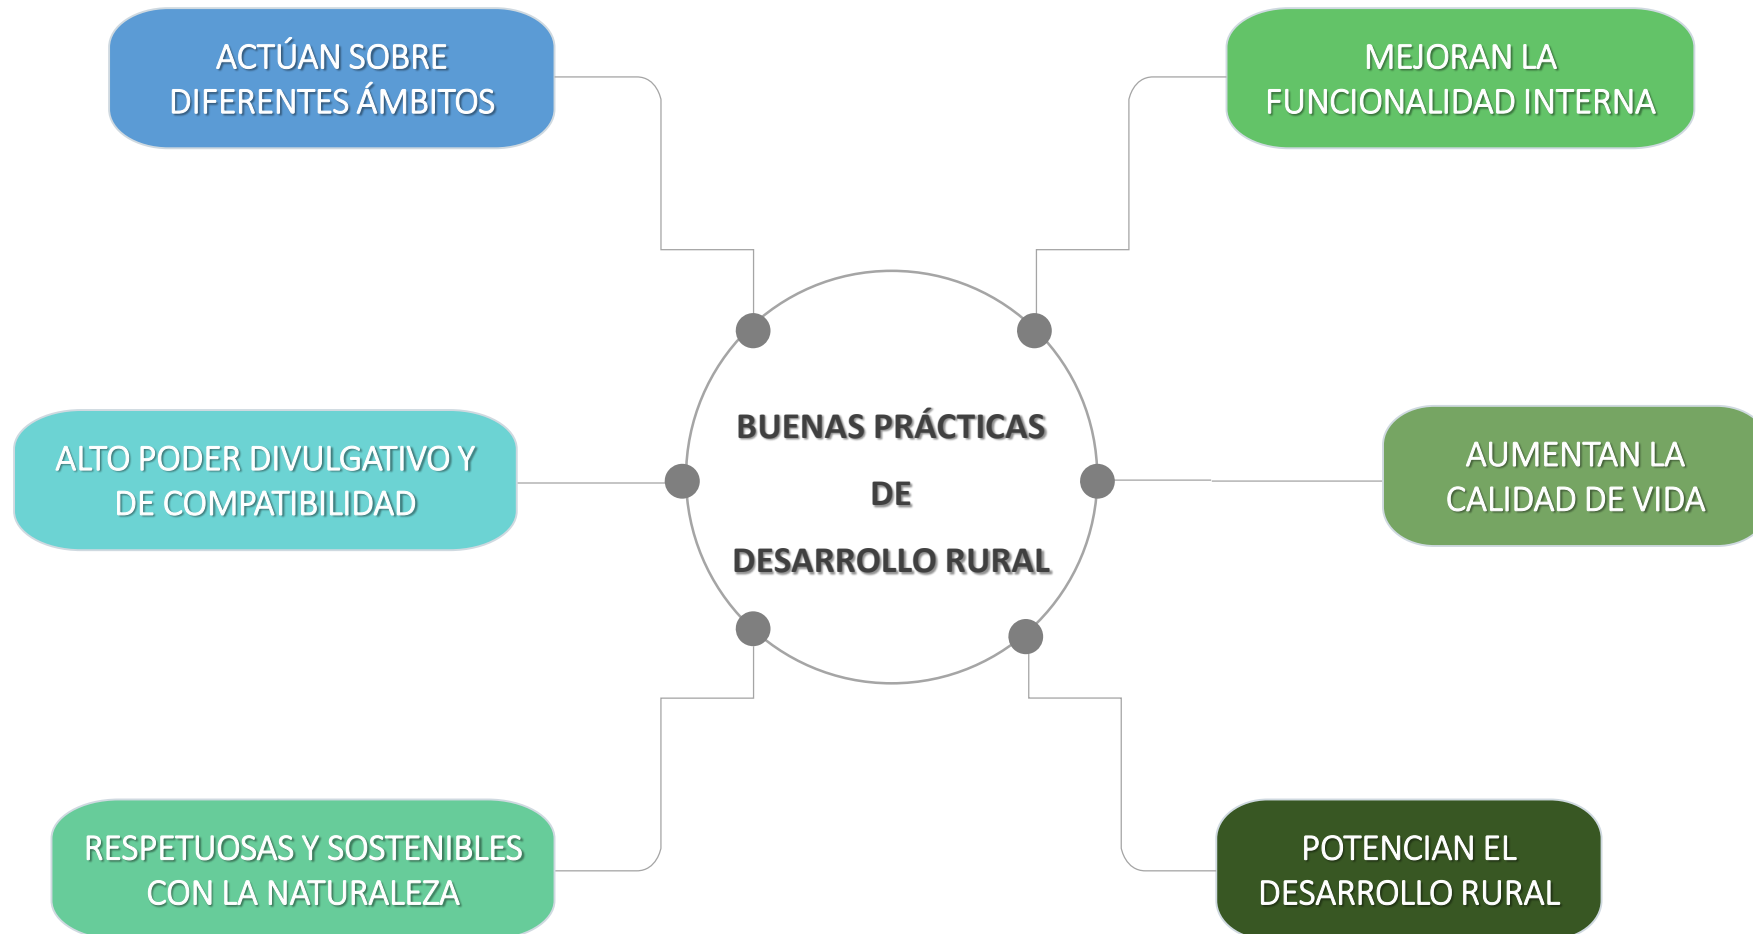 ACTÚAN SOBRE
DIFERENTES ÁMBITOS
MEJORAN LA
FUNCIONALIDAD INTERNA
BUENAS PRÁCTICAS
DE
DESARROLLO RURAL
ALTO PODER DIVULGATIVO Y
DE COMPATIBILIDAD
AUMENTAN LA
CALIDAD DE VIDA
RESPETUOSAS Y SOSTENIBLES
CON LA NATURALEZA
POTENCIAN EL
DESARROLLO RURAL